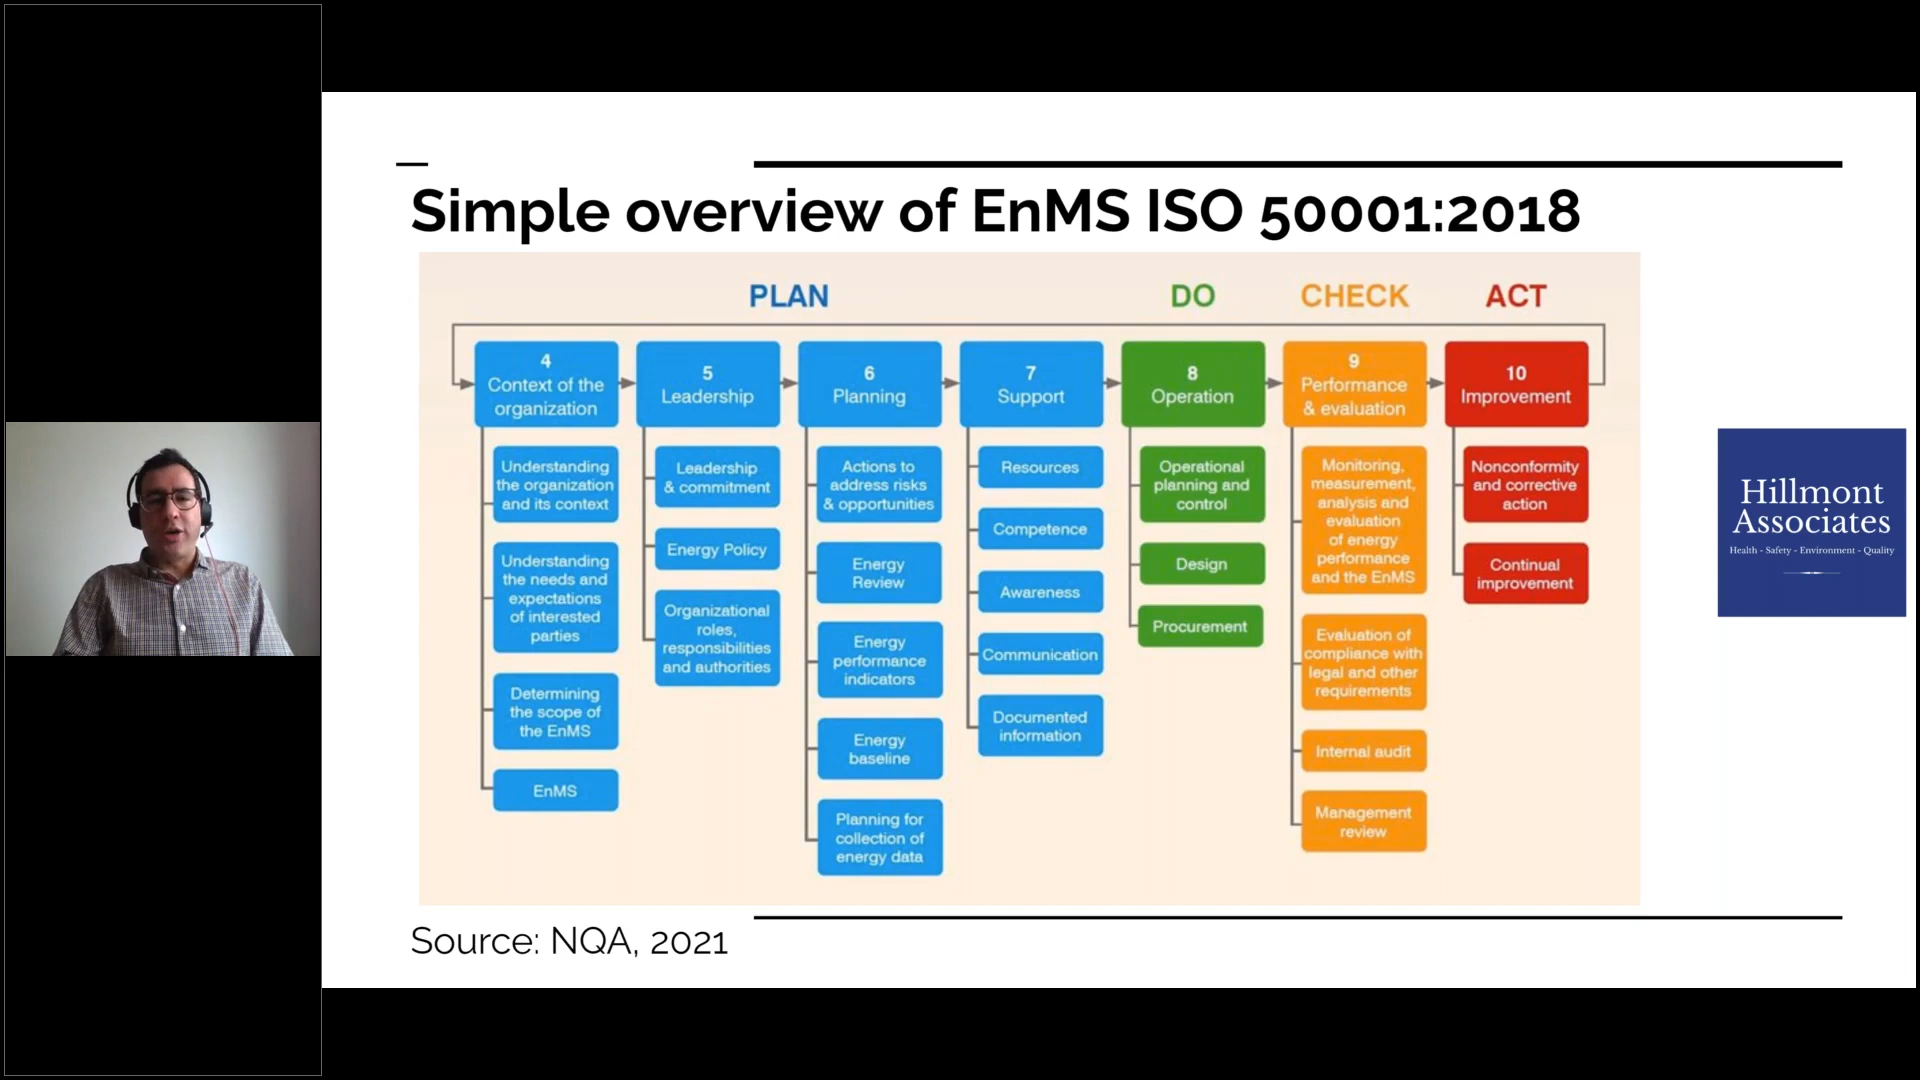 Simple overview of EnMS ISO 50001:2018
PLAN
DO
CHECK
ACT
4
Context of the
organization
5
Leadership
6
Planning
7
Support
8
Operation
9
Performance
& evaluation
10
Improvement
Understanding
the organization
and its context
Understanding
the needs and
expectations
of interested
parties
Determining
the scope of
the EnMS
EnMS
Leadership
& commitment
Energy Policy
Organizational
roles,
responsibilities
and authorities
Actions to
address risks
& opportunities
Energy
Review
Energy
performance
indicators
Energy
baseline
Planning for
collection of
energy data
Resources
Competence
Awareness
Communication
Documented
information
Operational
planning and
control
Design
Procurement
Monitoring,
measurement,
analysis and
evaluation
of energy
performance
and the EnMS
Evaluation of
compliance with
legal and other
requirements
Internal audit
Management
review
Nonconformity
and corrective
action
Continual
improvement
Hillmont
Associates
Health - Safety - Environment - Quality
Source: NQA, 2021